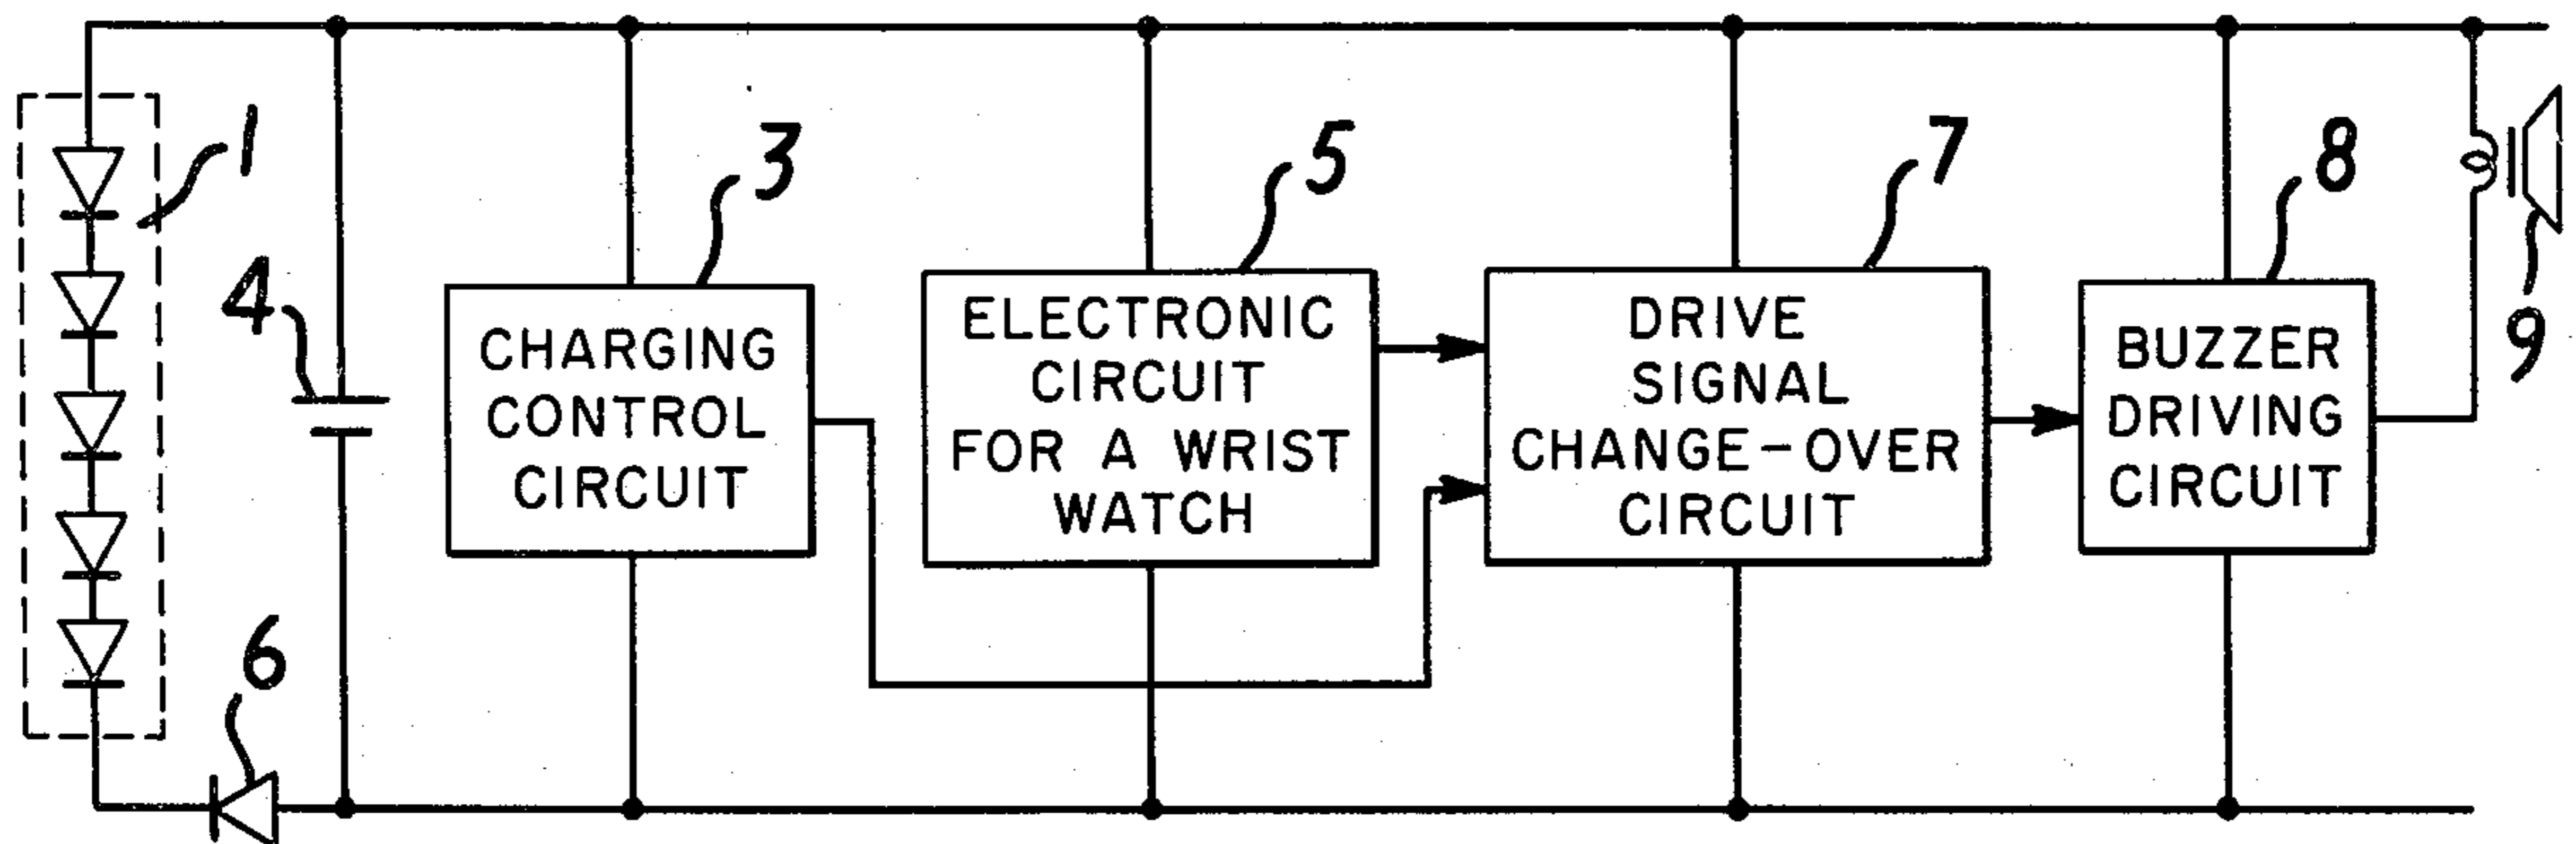 1
3
4
5
6
7
8
9
CHARGING
CONTROL
CIRCUIT
ELECTRONIC
CIRCUIT
FOR A WRIST
WATCH
DRIVE
SIGNAL
CHANGE-OVER
CIRCUIT
BUZZER
DRIVING
CIRCUIT